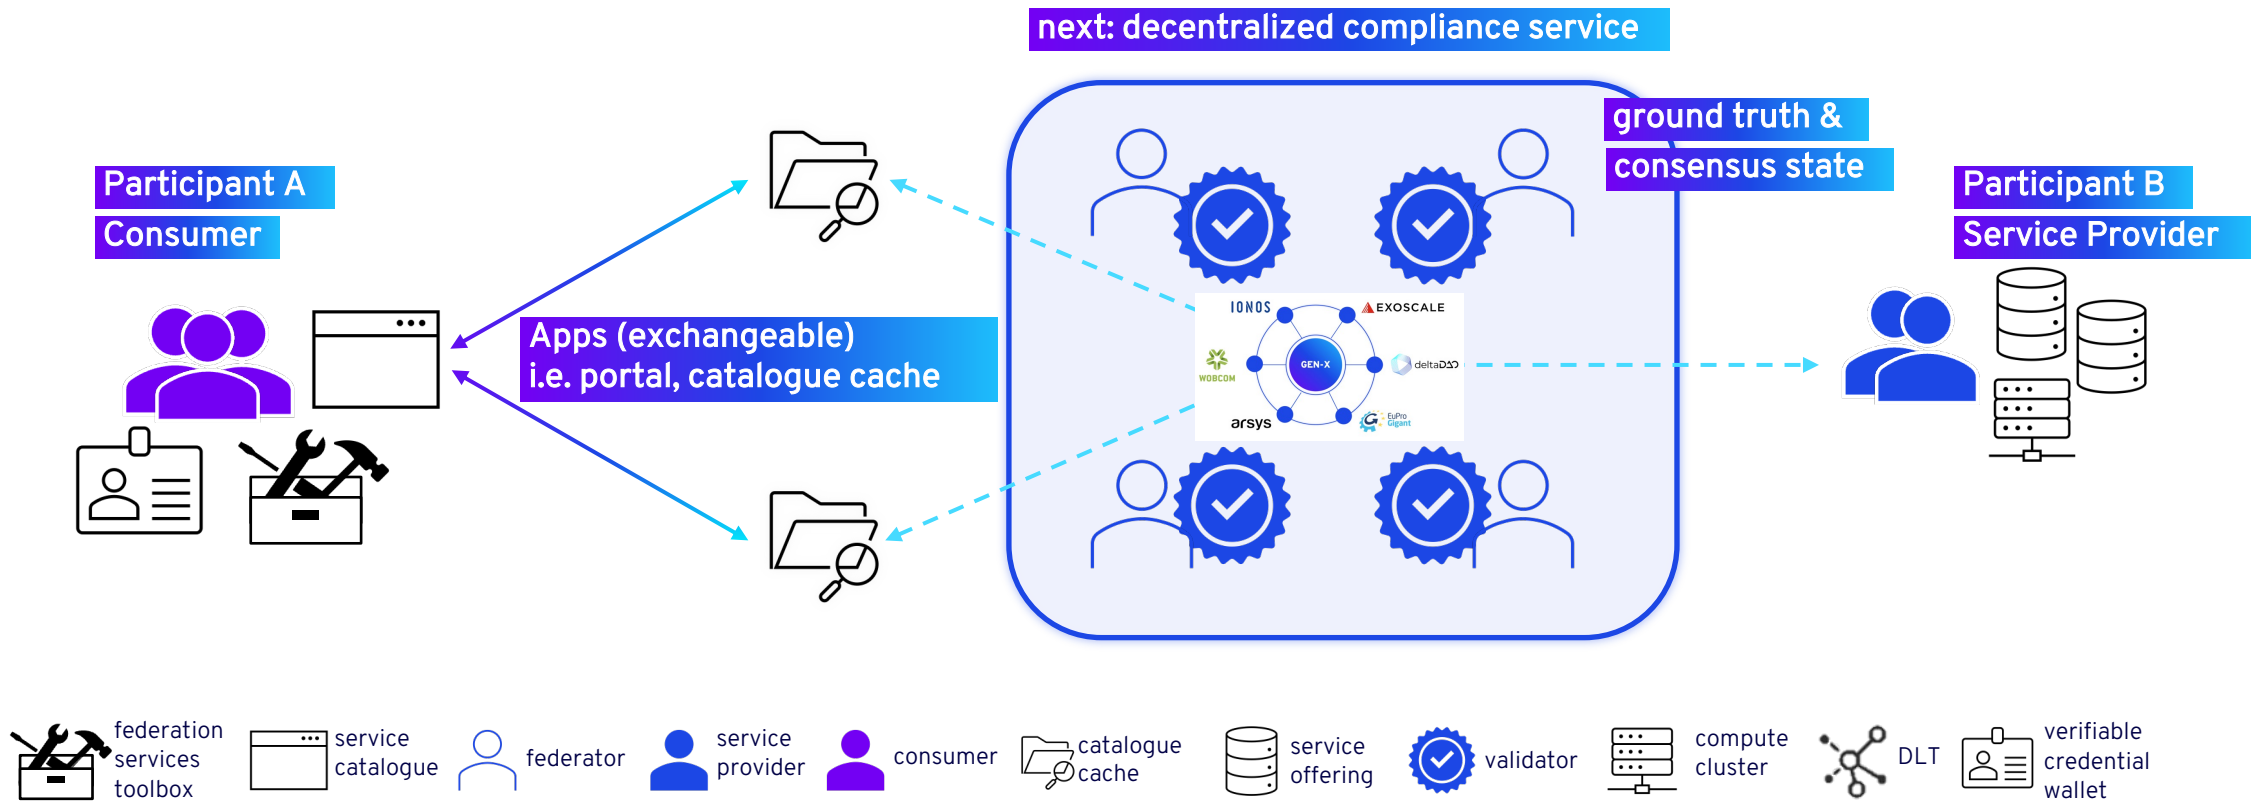 next: decentralized compliance service
ground truth &
consensus state
Participant A
Consumer
Participant B
Service Provider
Apps (exchangeable)
i.e. portal, catalogue cache
IONOS
EXOSCALE
WOBCOM
GEN-X
deltaDAO
arsys
EuPro
Gigant
federation
services
toolbox
service
catalogue
federator
service
provider
consumer
catalogue
cache
service
offering
validator
compute
cluster
DLT
verifiable
credential
wallet